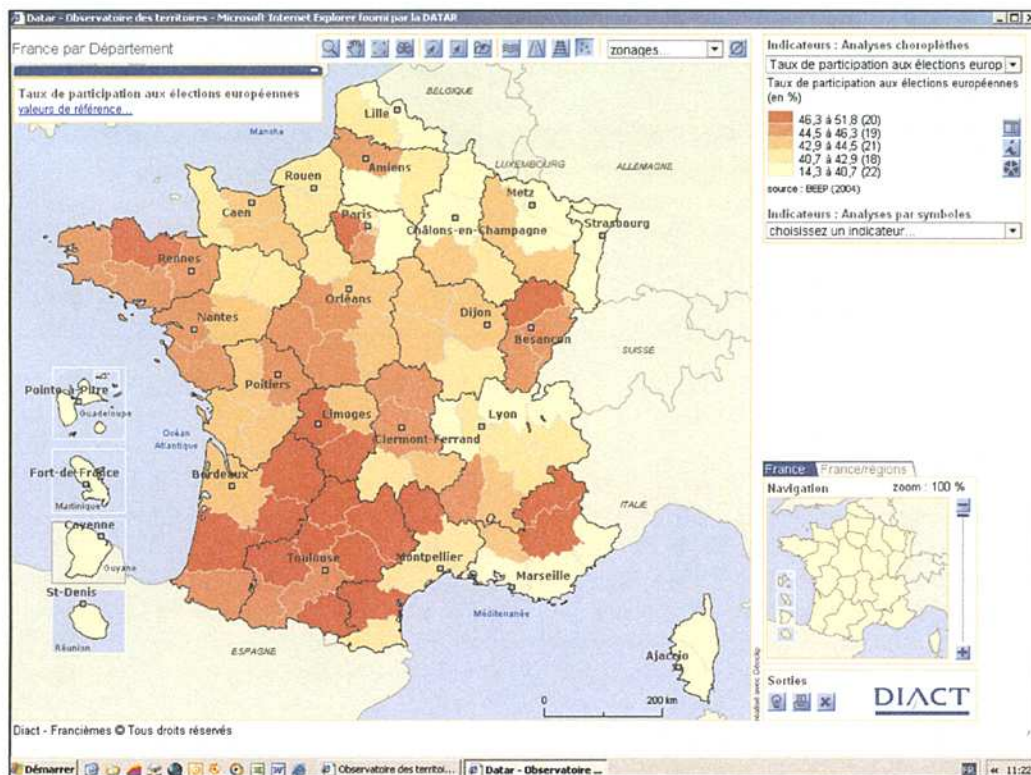 Datar - Observatoire des territoires - Microsoft Internet Explorer fourni par la DATAR
France par Département
zonages...
Taux de participation aux élections européennes
valeurs de référence...
Indicateurs : Analyses choroplèthes
Taux de participation aux élections europ
Taux de participation aux élections européennes
(en %)
46,3 à 51,8 (20)
44,5 à 46,3 (19)
42,9 à 44,5 (21)
40,7 à 42,9 (18)
14,3 à 40,7 (22)
source : BEEP (2004)
Indicateurs : Analyses par symboles
choisissez un indicateur...
BELGIQUE
Lille
Manche
LUXEMBOURG
ALLEMAGNE
Amiens
Rouen
Metz
Caen
Paris
Strasbourg
Châlons-en-Champagne
Rennes
Orléans
Nantes
Dijon
Besançon
SUISSE
Poitiers
Pointe-à-Pitre
Guadeloupe
Limoges
Lyon
Océan
Atlantique
Clermont-Ferrand
Fort-de-France
Martinique
Bordeaux
ITALIE
Cayenne
Guyane
Toulouse
Montpellier
Marseille
St-Denis
Réunion
Méditerranée
ESPAGNE
Ajaccio
0 200 km
France France/régions
Navigation zoom : 100 %
Sorties
DIACT
Diact - Francièmes © Tous droits réservés
Démarrer Observatoire des territoi... Datar - Observatoire ... FR 11:22